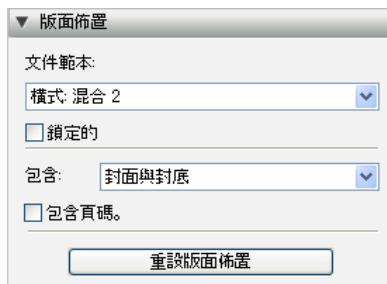 版面佈置
文件範本:
橫式: 混合 2
鎖定的
包含: 封面與封底
包含頁碼。
重設版面佈置